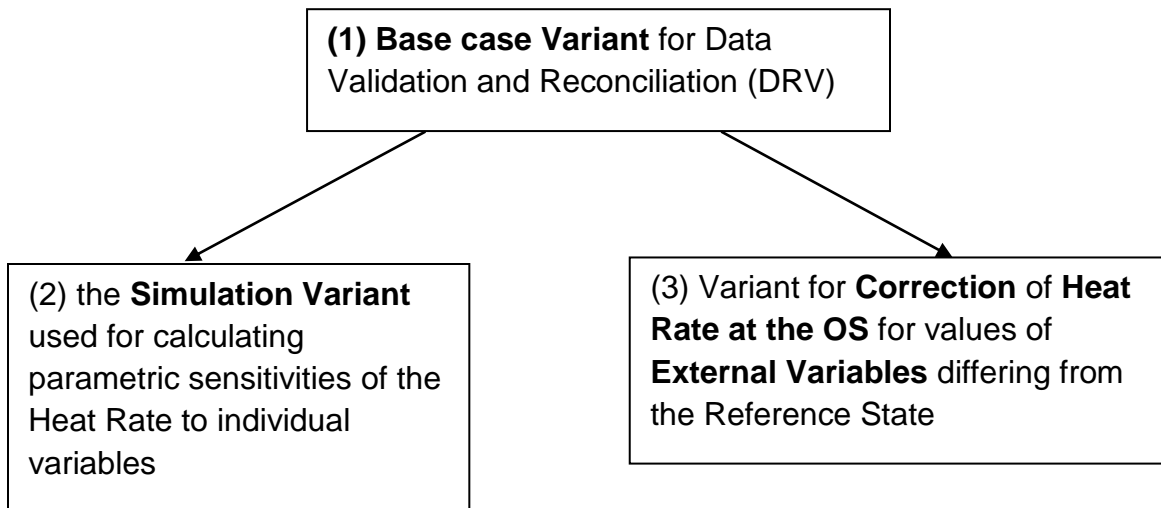 (1) Base case Variant for Data
Validation and Reconciliation (DRV)
(2) the Simulation Variant
used for calculating
parametric sensitivities of the
Heat Rate to individual
variables
(3) Variant for Correction of Heat
Rate at the OS for values of
External Variables differing from
the Reference State